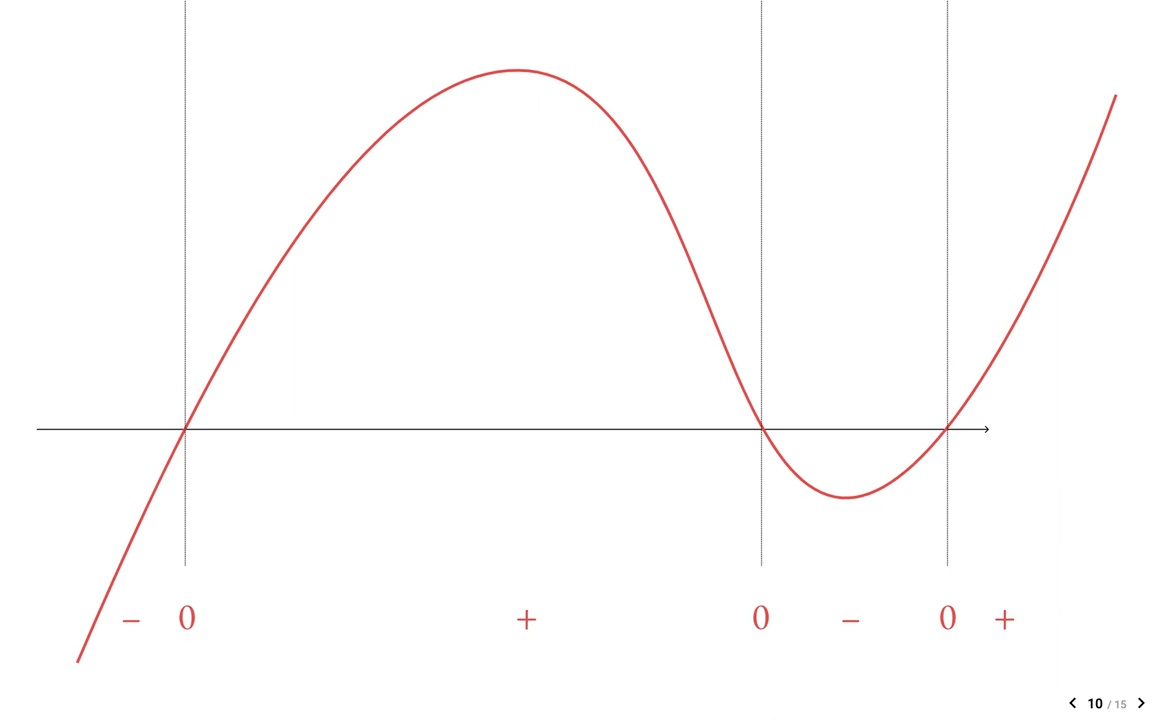 – 0 + 0 – 0 +
10 / 15